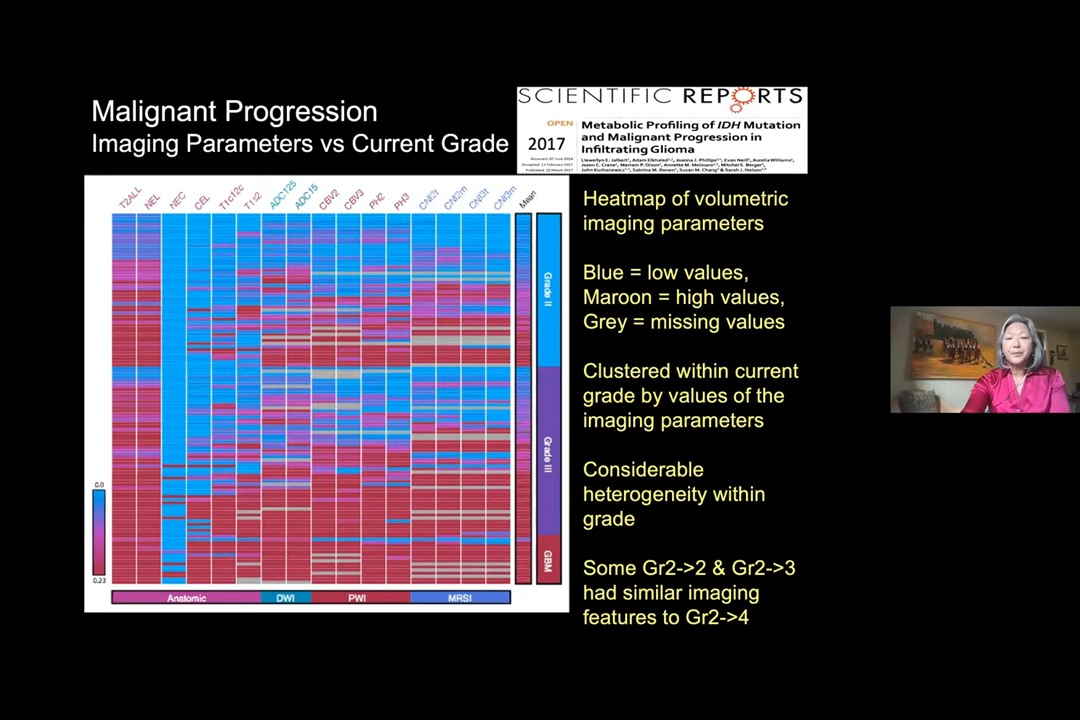 Malignant Progression
Imaging Parameters vs Current Grade
SCIENTIFIC REPORTS
OPEN
2017
Metabolic Profiling of IDH Mutation
and Malignant Progression in
Infiltrating Glioma
T2ALL NEL NEC CEL T1c12c T1s2 ADC125 ADC15 CBV2 CBV3 PH2 PH3 CNI2t CNI2m CNI3t CNI3m Mean
Grade II
Grade III
GBM
0.0
0.23
Anatomic DWI PWI MRSI
Heatmap of volumetric
imaging parameters
Blue = low values,
Maroon = high values,
Grey = missing values
Clustered within current
grade by values of the
imaging parameters
Considerable
heterogeneity within
grade
Some Gr2->2 & Gr2->3
had similar imaging
features to Gr2->4